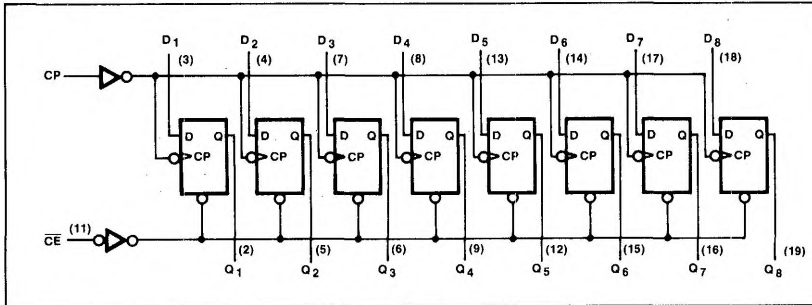 D1 D2 D3 D4 D5 D6 D7 D8
(3) (4) (7) (8) (13) (14) (17) (18)
CP
D Q D Q D Q D Q D Q D Q D Q D Q
CP CP CP CP CP CP CP CP
C̅E̅ (11)
(2) (5) (6) (9) (12) (15) (16) (19)
Q1 Q2 Q3 Q4 Q5 Q6 Q7 Q8